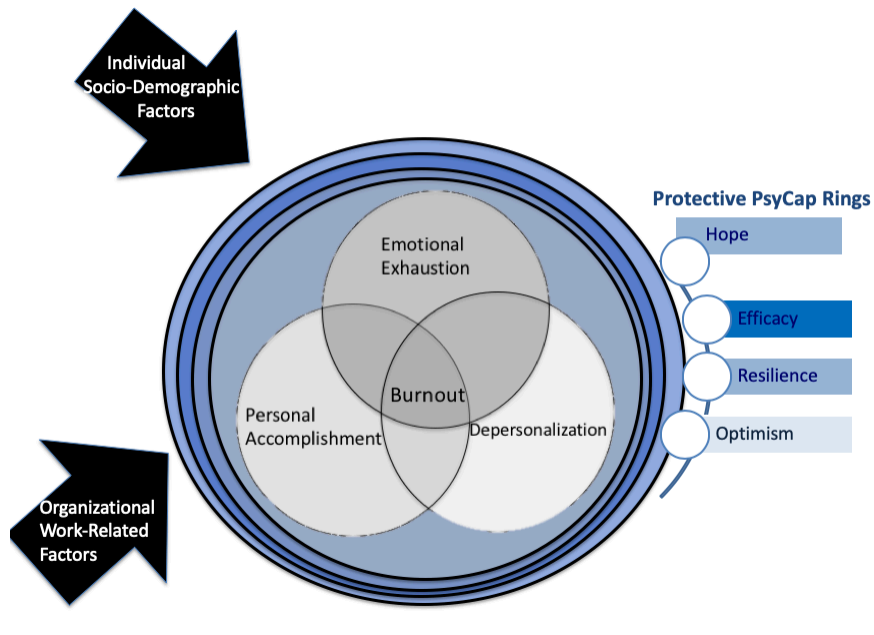 Individual
Socio-Demographic
Factors
Protective PsyCap Rings
Hope
Emotional
Exhaustion
Efficacy
Resilience
Burnout
Personal
Accomplishment
Depersonalization
Optimism
Organizational
Work-Related
Factors